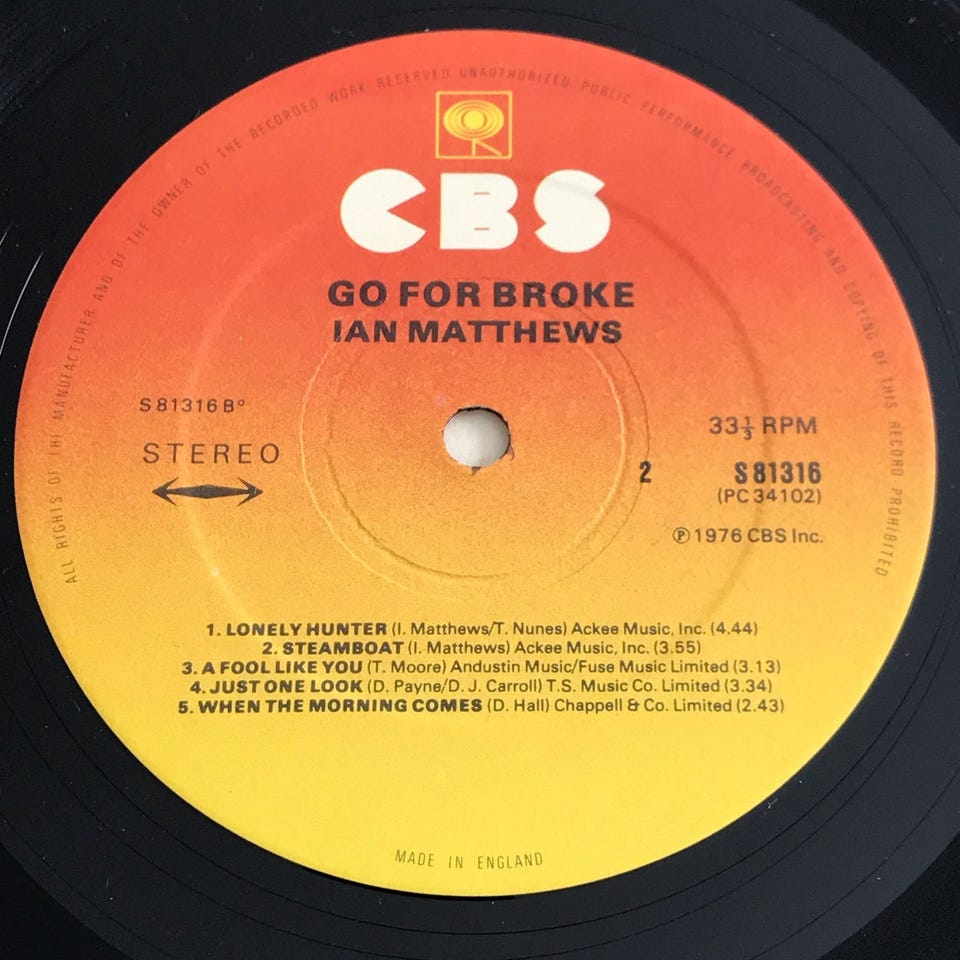 ALL RIGHTS OF THE MANUFACTURER AND OF THE OWNER OF THE RECORDED WORK RESERVED UNAUTHORIZED PUBLIC PERFORMANCE BROADCASTING AND COPYING OF THIS RECORD PROHIBITED
CBS
GO FOR BROKE
IAN MATTHEWS
S 81316 B°
STEREO
33⅓ RPM
2 S 81316
(PC 34102)
℗ 1976 CBS Inc.
1. LONELY HUNTER (I. Matthews/T. Nunes) Ackee Music, Inc. (4.44)
2. STEAMBOAT (I. Matthews) Ackee Music, Inc. (3.55)
3. A FOOL LIKE YOU (T. Moore) Andustin Music/Fuse Music Limited (3.13)
4. JUST ONE LOOK (D. Payne/D. J. Carroll) T.S. Music Co. Limited (3.34)
5. WHEN THE MORNING COMES (D. Hall) Chappell & Co. Limited (2.43)
MADE IN ENGLAND